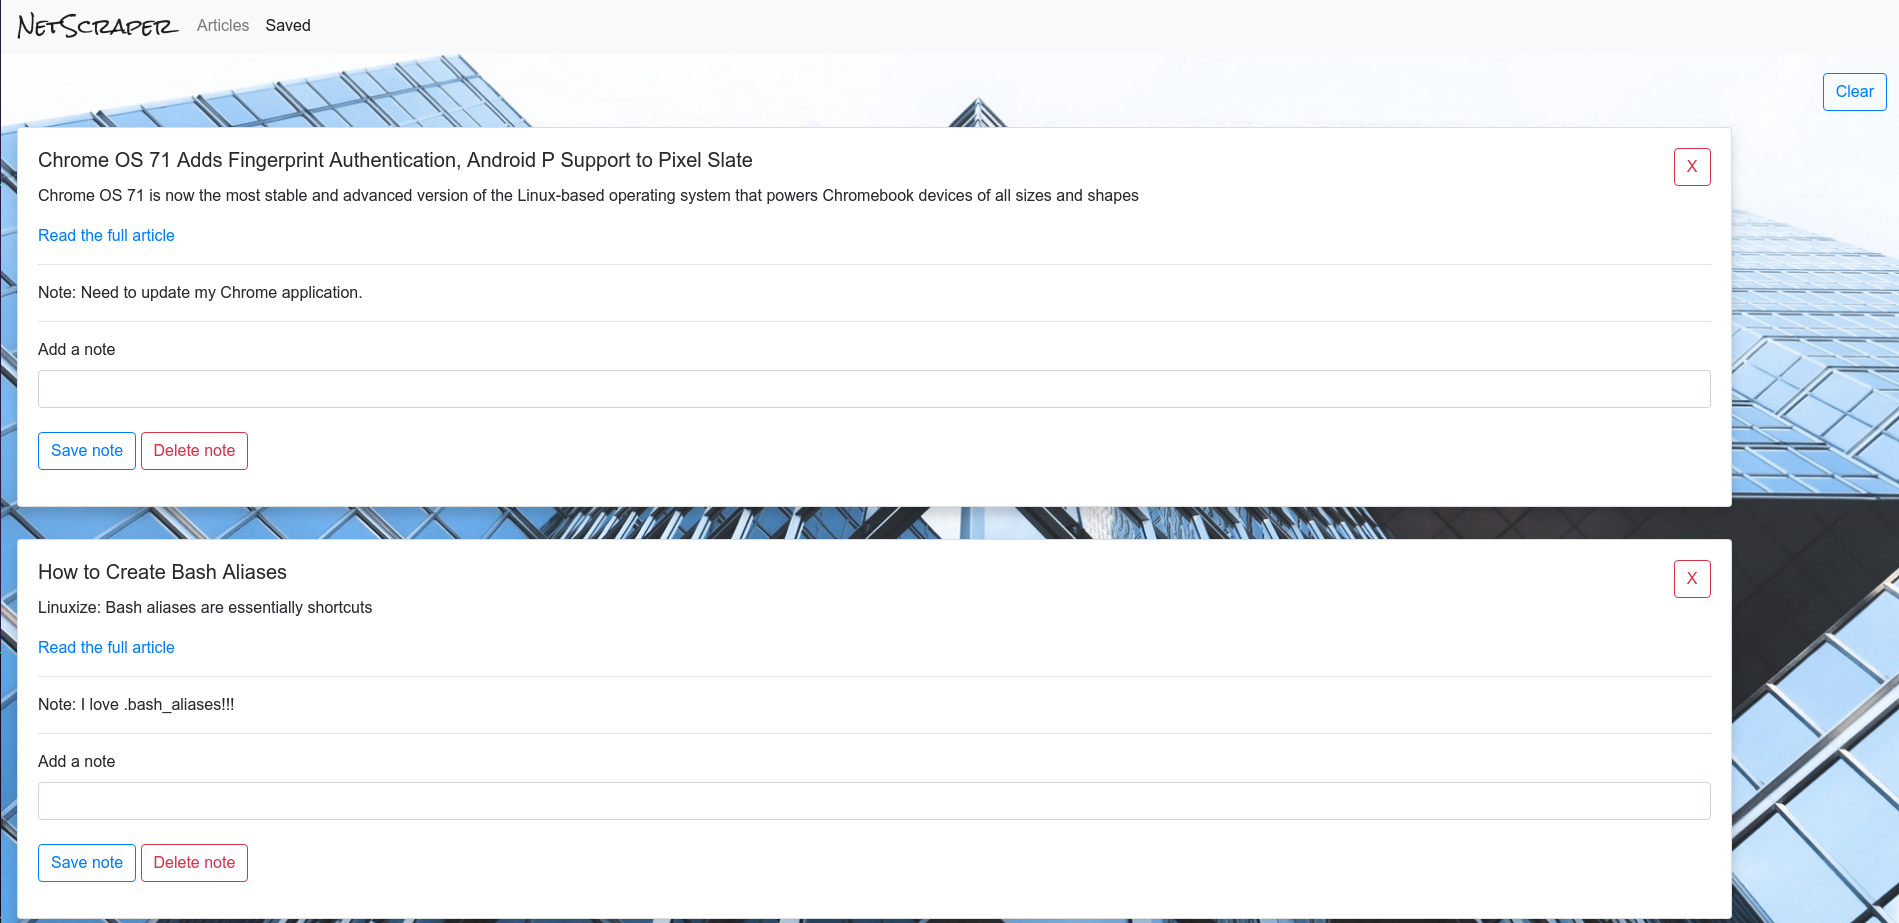 NetScraper Articles Saved
Clear
Chrome OS 71 Adds Fingerprint Authentication, Android P Support to Pixel Slate
X
Chrome OS 71 is now the most stable and advanced version of the Linux-based operating system that powers Chromebook devices of all sizes and shapes
Read the full article
Note: Need to update my Chrome application.
Add a note
Save note Delete note
How to Create Bash Aliases
X
Linuxize: Bash aliases are essentially shortcuts
Read the full article
Note: I love .bash_aliases!!!
Add a note
Save note Delete note